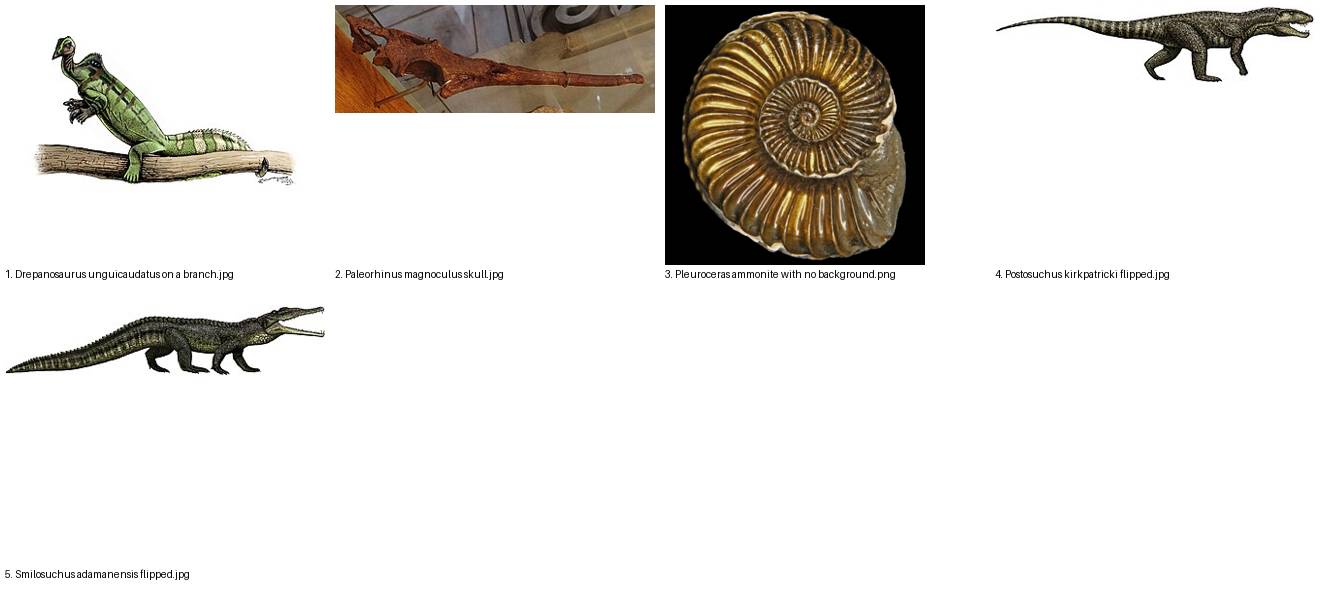 1. Drepanosaurus unguicaudatus on a branch.jpg
2. Paleorhinus magnoculus skull.jpg
3. Pleuroceras ammonite with no background.png
4. Postosuchus kirkpatricki flipped.jpg
5. Smilosuchus adamanensis flipped.jpg